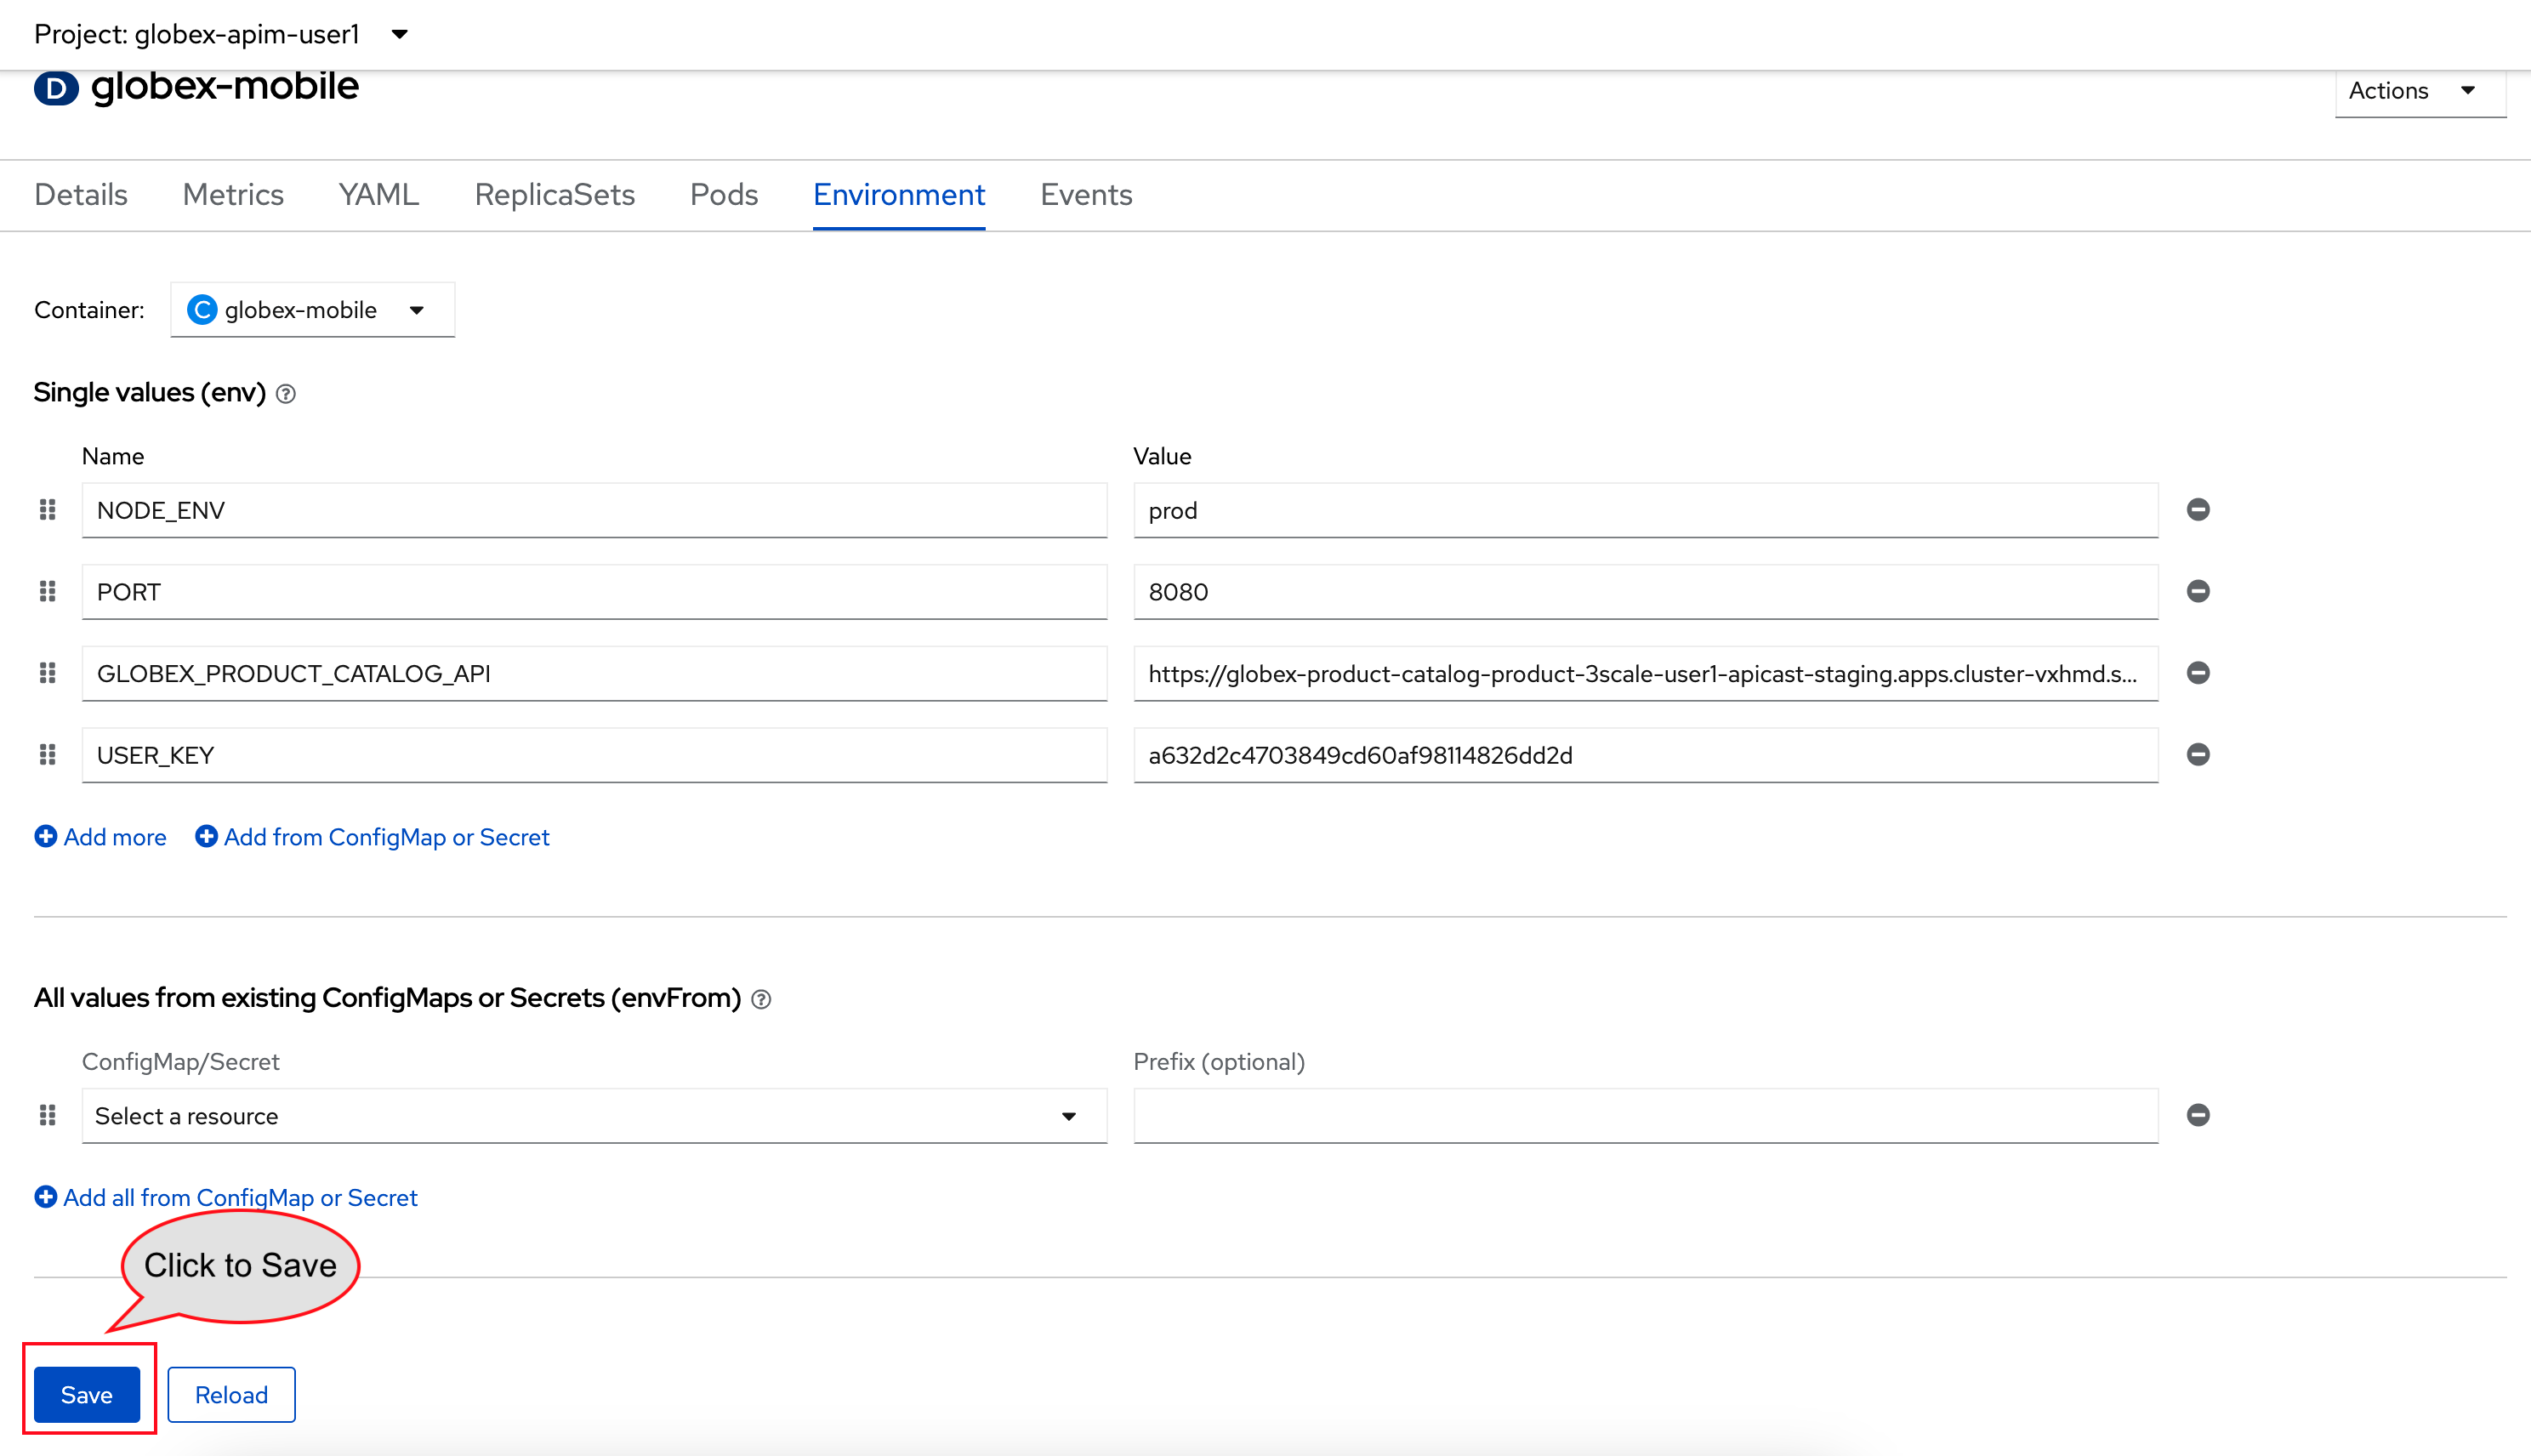 Project: globex-apim-user1
D globex-mobile
Actions
Details Metrics YAML ReplicaSets Pods Environment Events
Container: C globex-mobile
Single values (env)
Name Value
NODE_ENV prod
PORT 8080
GLOBEX_PRODUCT_CATALOG_API https://globex-product-catalog-product-3scale-user1-apicast-staging.apps.cluster-vxhmd.s...
USER_KEY a632d2c4703849cd60af98114826dd2d
Add more Add from ConfigMap or Secret
All values from existing ConfigMaps or Secrets (envFrom)
ConfigMap/Secret Prefix (optional)
Select a resource
Add all from ConfigMap or Secret
Click to Save
Save Reload